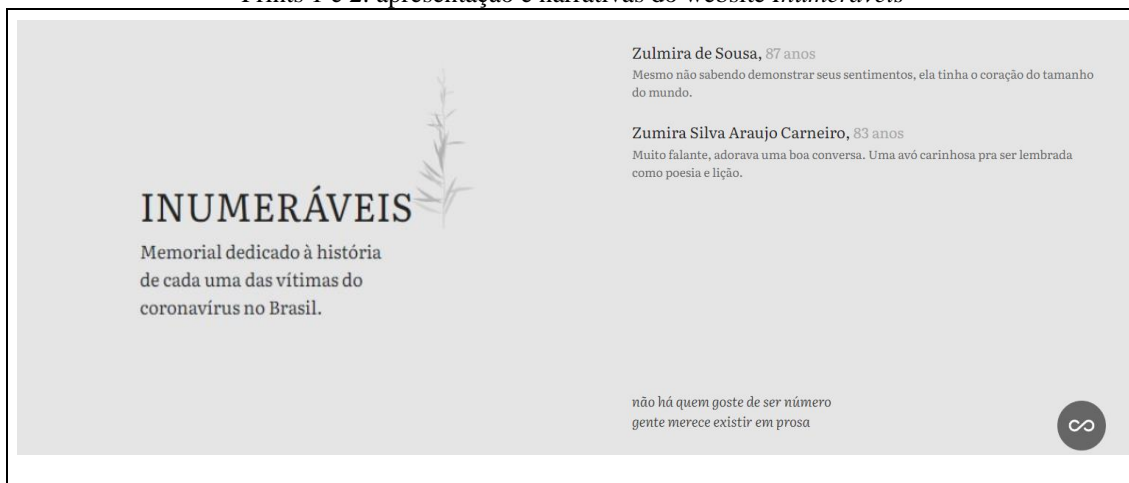 Prints 1 e 2: apresentação e narrativas do website Inumeráveis
INUMERÁVEIS
Memorial dedicado à história
de cada uma das vítimas do
coronavírus no Brasil.
Zulmira de Sousa, 87 anos
Mesmo não sabendo demonstrar seus sentimentos, ela tinha o coração do tamanho
do mundo.
Zumira Silva Araujo Carneiro, 83 anos
Muito falante, adorava uma boa conversa. Uma avó carinhosa pra ser lembrada
como poesia e lição.
não há quem goste de ser número
gente merece existir em prosa